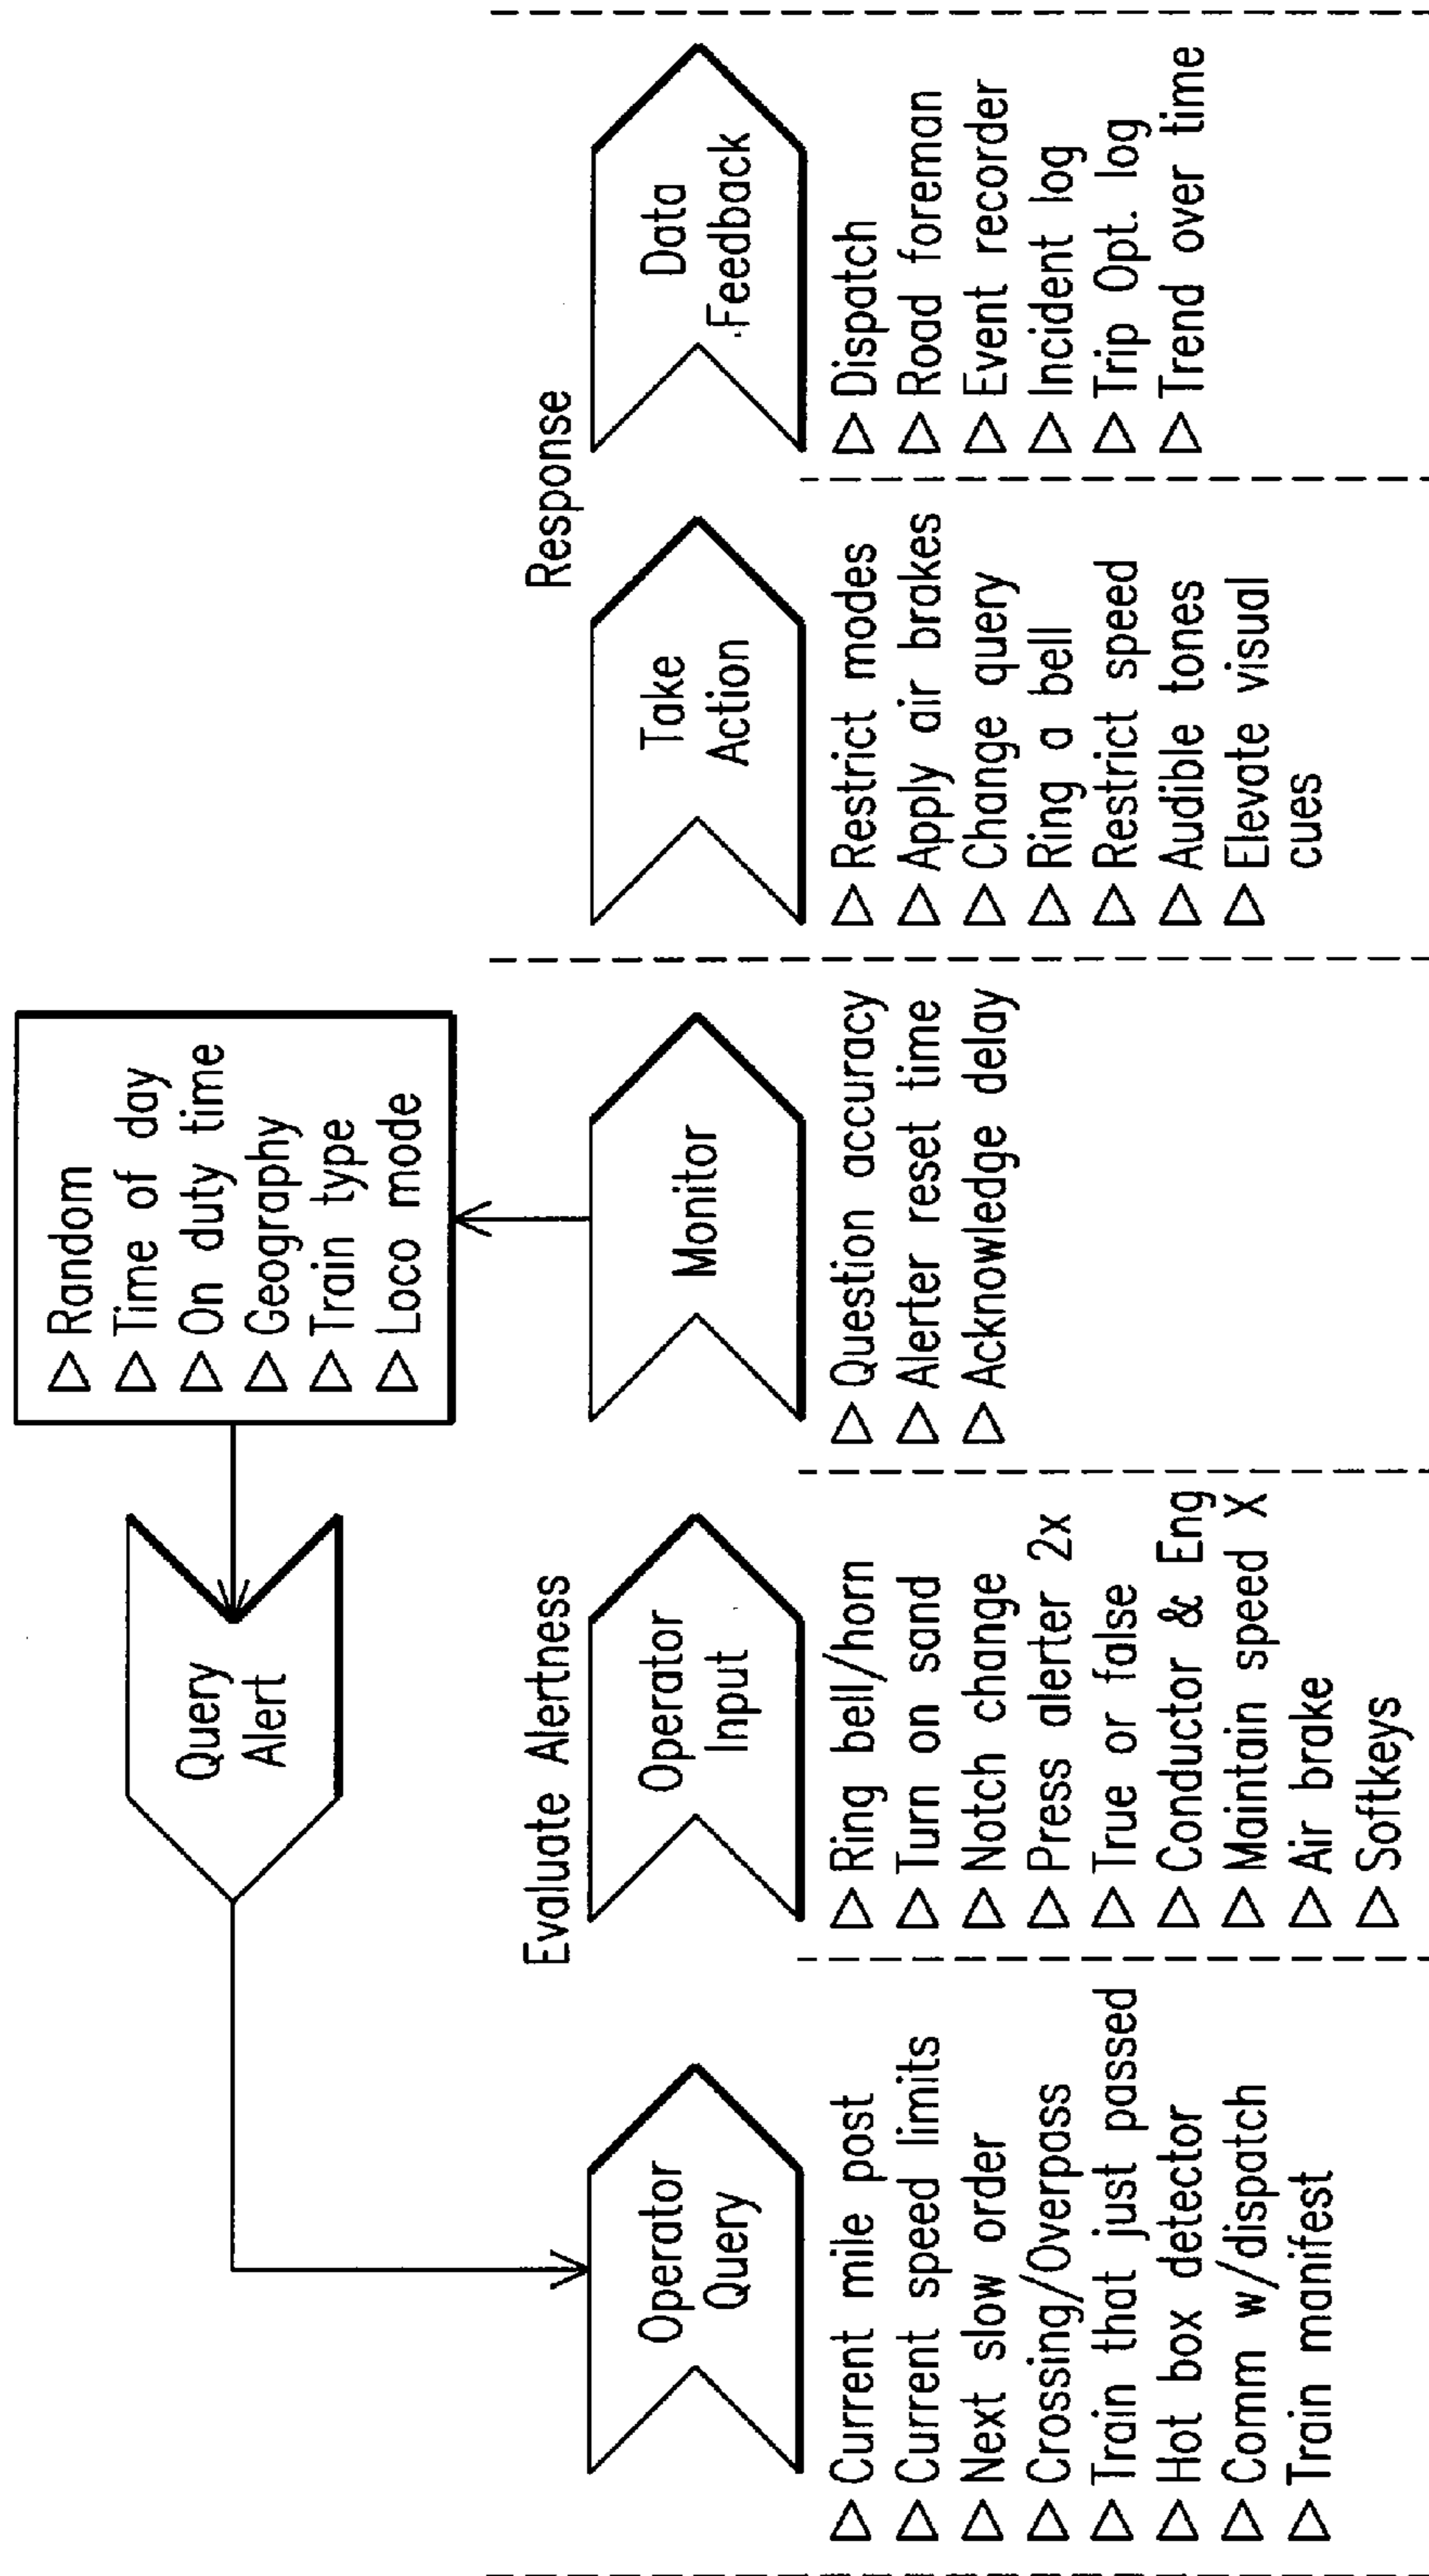 ▷ Random
▷ Time of day
▷ On duty time
▷ Geography
▷ Train type
▷ Loco mode
Query
Alert
Evaluate Alertness
Response
Operator
Query
▷ Current mile post
▷ Current speed limits
▷ Next slow order
▷ Crossing/Overpass
▷ Train that just passed
▷ Hot box detector
▷ Comm w/dispatch
▷ Train manifest
Operator
Input
▷ Ring bell/horn
▷ Turn on sand
▷ Notch change
▷ Press alerter 2x
▷ True or false
▷ Conductor & Eng
▷ Maintain speed X
▷ Air brake
▷ Softkeys
Monitor
▷ Question accuracy
▷ Alerter reset time
▷ Acknowledge delay
Take
Action
▷ Restrict modes
▷ Apply air brakes
▷ Change query
▷ Ring a bell
▷ Restrict speed
▷ Audible tones
▷ Elevate visual
cues
Data
Feedback
▷ Dispatch
▷ Road foreman
▷ Event recorder
▷ Incident log
▷ Trip Opt. log
▷ Trend over time